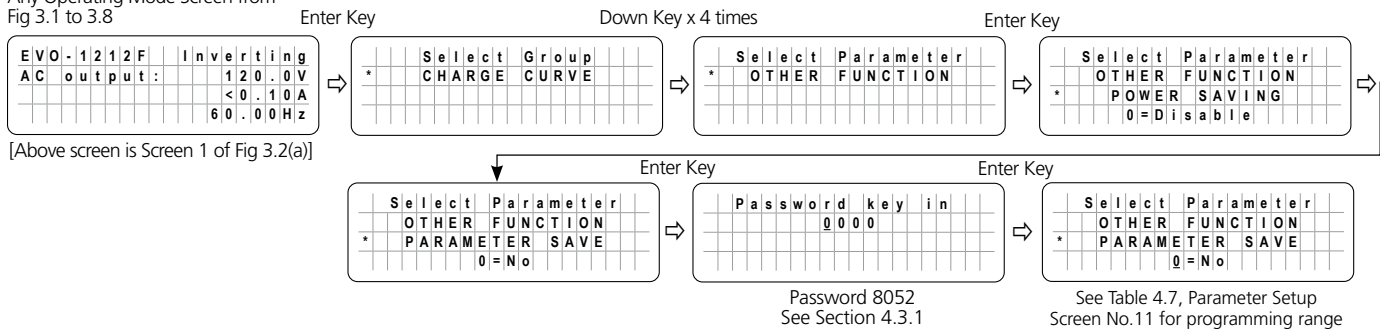 Any Operating Mode Screen from
Fig 3.1 to 3.8
Enter Key
Down Key x 4 times
Enter Key
EVO-1212F Inverting
AC output: 120.0V
<0.10A
60.00Hz
Select Group
* CHARGE CURVE
Select Parameter
* OTHER FUNCTION
Select Parameter
OTHER FUNCTION
* POWER SAVING
0=Disable
[Above screen is Screen 1 of Fig 3.2(a)]
Enter Key
Enter Key
Select Parameter
OTHER FUNCTION
* PARAMETER SAVE
0=No
Password key in
0000
Select Parameter
OTHER FUNCTION
* PARAMETER SAVE
0=No
Password 8052
See Section 4.3.1
See Table 4.7, Parameter Setup
Screen No.11 for programming range